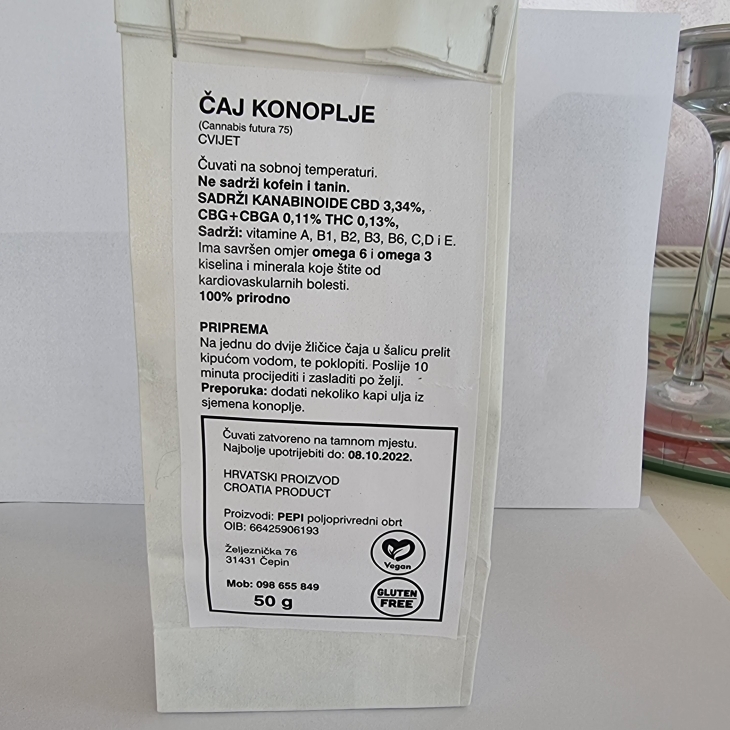 ČAJ KONOPLJE
(Cannabis futura 75)
CVIJET
Čuvati na sobnoj temperaturi.
Ne sadrži kofein i tanin.
SADRŽI KANABINOIDE CBD 3,34%,
CBG+CBGA 0,11% THC 0,13%,
Sadrži: vitamine A, B1, B2, B3, B6, C,D i E.
Ima savršen omjer omega 6 i omega 3
kiselina i minerala koje štite od
kardiovaskularnih bolesti.
100% prirodno
PRIPREMA
Na jednu do dvije žličice čaja u šalicu prelit
kipućom vodom, te poklopiti. Poslije 10
minuta procijediti i zasladiti po želji.
Preporuka: dodati nekoliko kapi ulja iz
sjemena konoplje.
Čuvati zatvoreno na tamnom mjestu.
Najbolje upotrijebiti do: 08.10.2022.
HRVATSKI PROIZVOD
CROATIA PRODUCT
Proizvodi: PEPI poljoprivredni obrt
OIB: 66425906193
Željeznička 76
31431 Čepin
Mob: 098 655 849
50 g
Vegan
GLUTEN
FREE